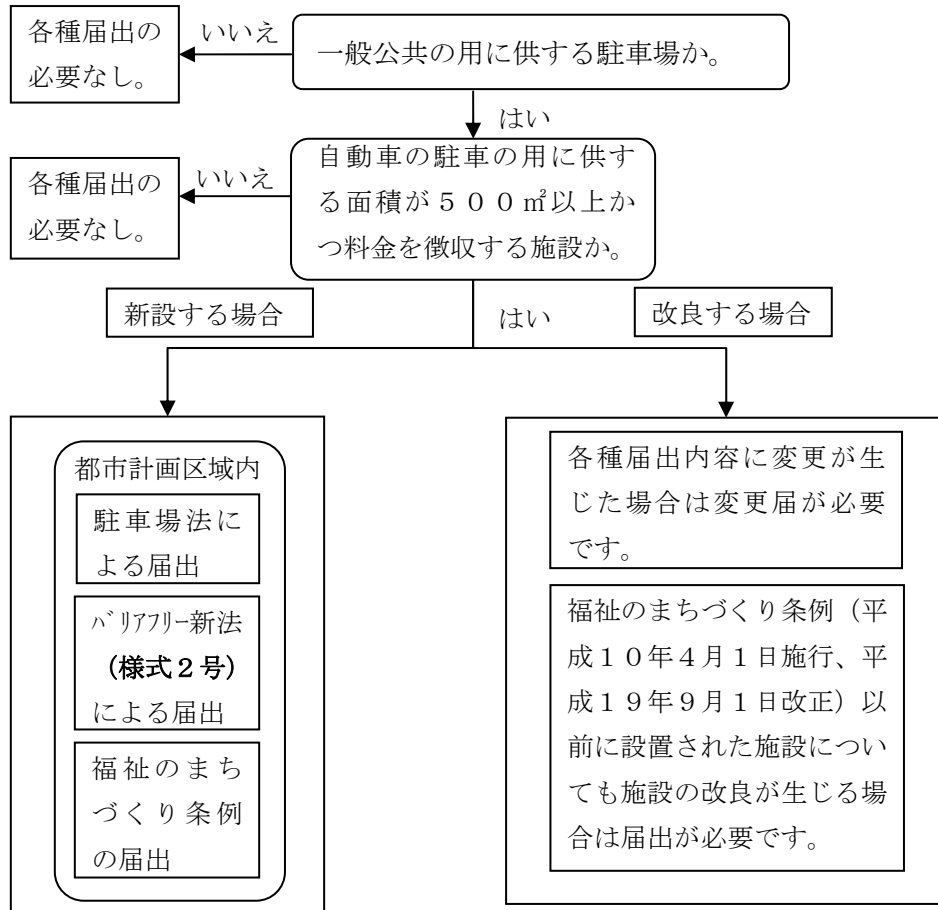 各種届出の
必要なし。
いいえ
一般公共の用に供する駐車場か。
はい
各種届出の
必要なし。
いいえ
自動車の駐車の用に供す
る面積が５００㎡以上か
つ料金を徴収する施設か。
新設する場合
はい
改良する場合
都市計画区域内
駐車場法に
よる届出
ﾊﾞﾘｱﾌﾘｰ新法
（様式２号）
による届出
福祉のまち
づくり条例
の届出
各種届出内容に変更が生
じた場合は変更届が必要
です。
福祉のまちづくり条例（平
成１０年４月１日施行、平
成１９年９月１日改正）以
前に設置された施設につい
ても施設の改良が生じる場
合は届出が必要です。